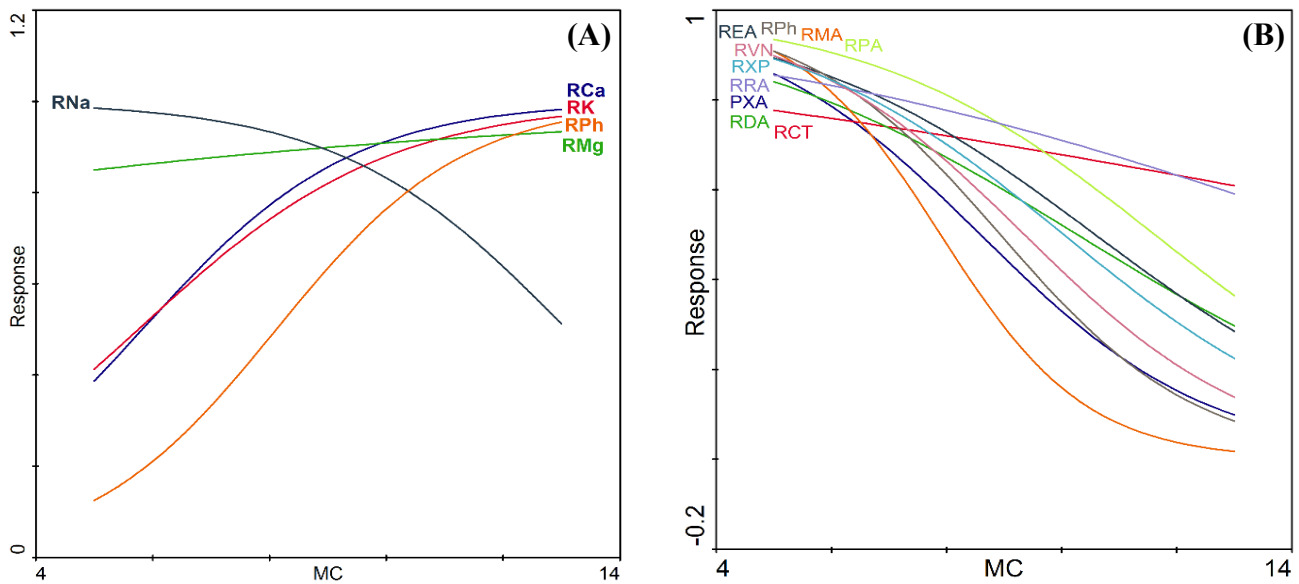 1.2
(A)
RNa
RCa
RK
RPh
RMg
Response
0
4
MC
14
1
(B)
REA RPh RMA RPA
RVN
RXP
RRA
PXA
RDA RCT
Response
-0.2
4
MC
14